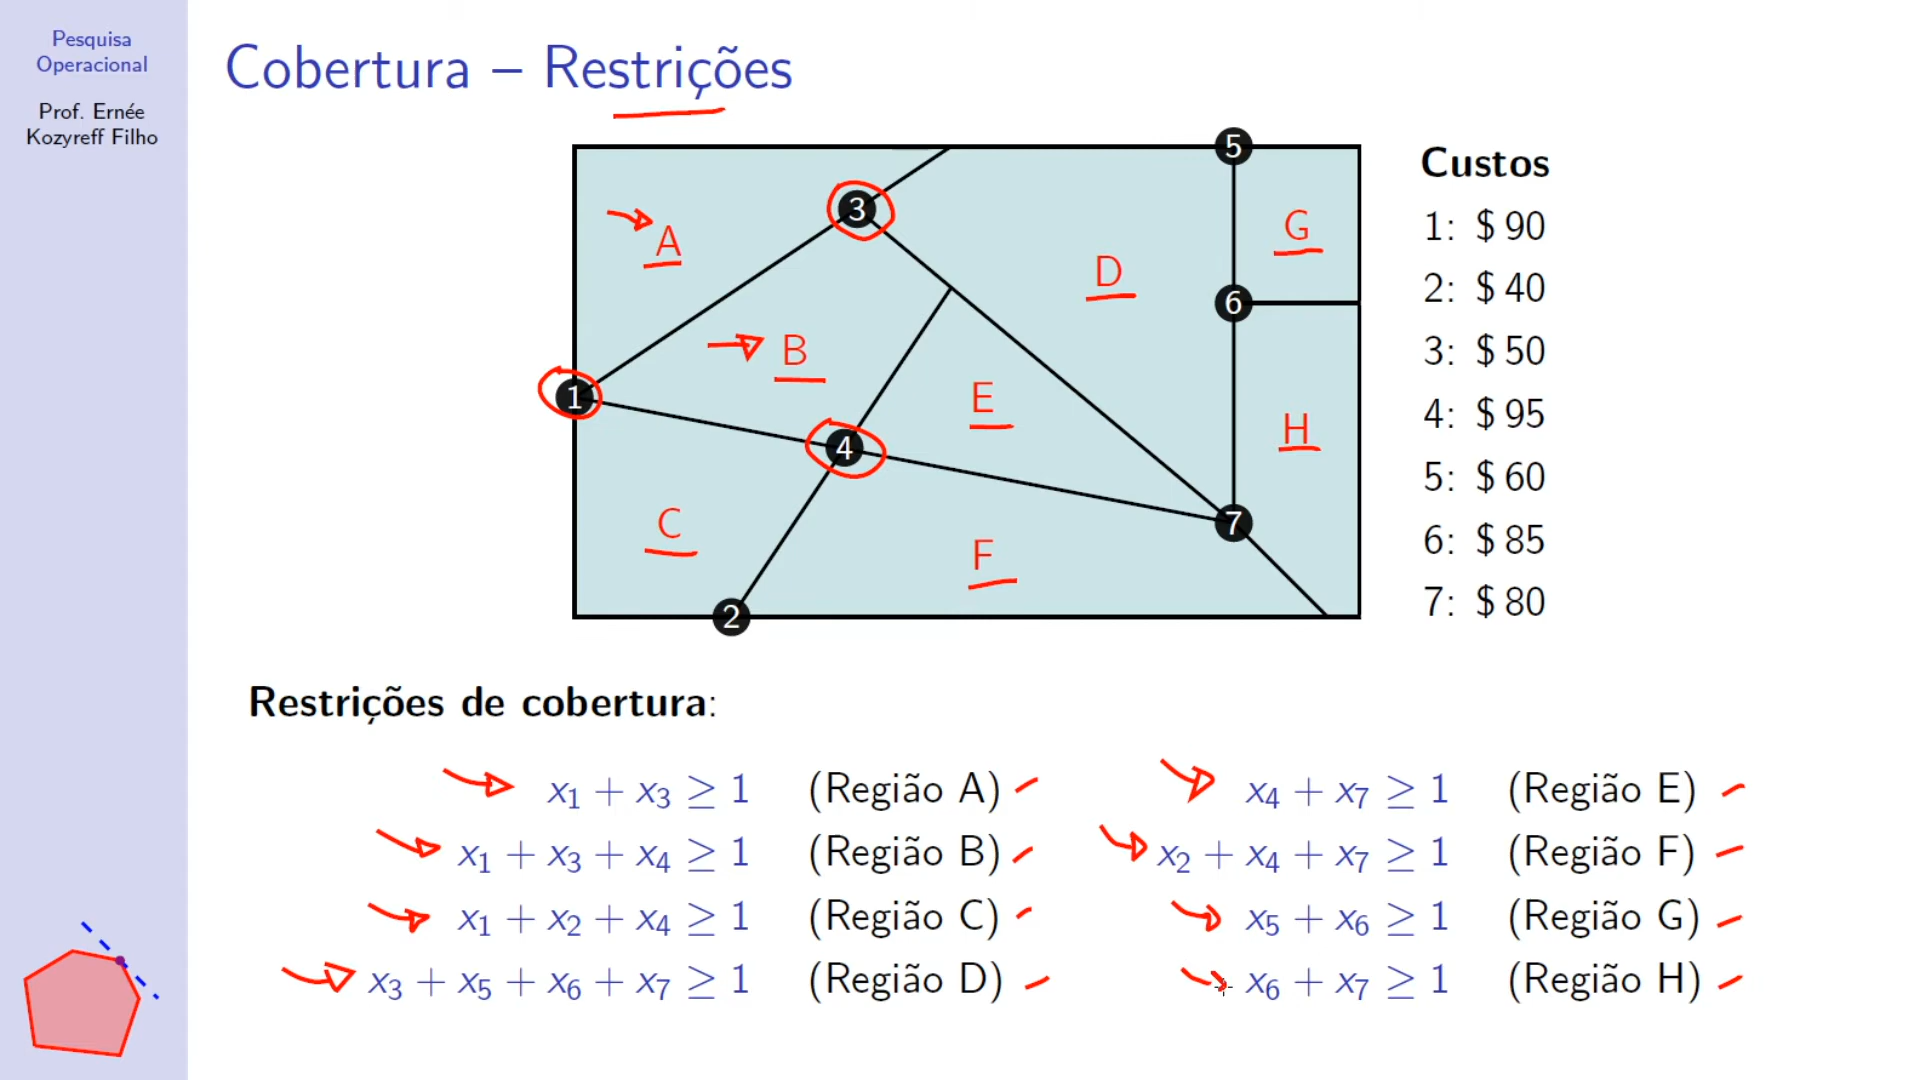 Pesquisa
Operacional
Prof. Ernée
Kozyreff Filho
Cobertura – Restrições
A
B
C
D
E
F
G
H
1
2
3
4
5
6
7
Custos
1: $ 90
2: $ 40
3: $ 50
4: $ 95
5: $ 60
6: $ 85
7: $ 80
Restrições de cobertura:
x₁ + x₃ ≥ 1 (Região A)
x₁ + x₃ + x₄ ≥ 1 (Região B)
x₁ + x₂ + x₄ ≥ 1 (Região C)
x₃ + x₅ + x₆ + x₇ ≥ 1 (Região D)
x₄ + x₇ ≥ 1 (Região E)
x₂ + x₄ + x₇ ≥ 1 (Região F)
x₅ + x₆ ≥ 1 (Região G)
x₆ + x₇ ≥ 1 (Região H)